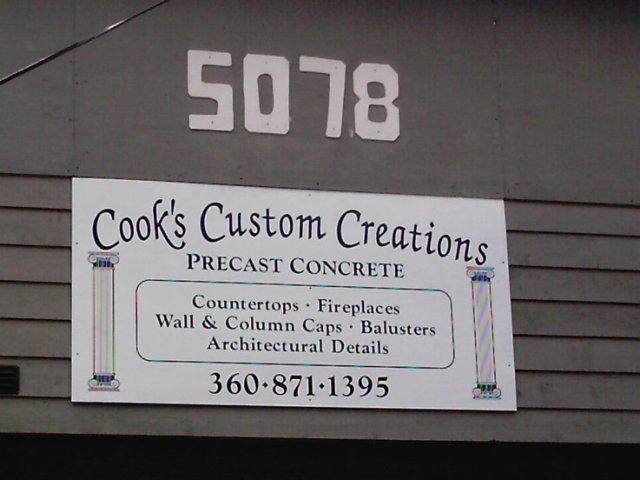 5078
Cook's Custom Creations
PRECAST CONCRETE
Countertops · Fireplaces
Wall & Column Caps · Balusters
Architectural Details
360·871·1395